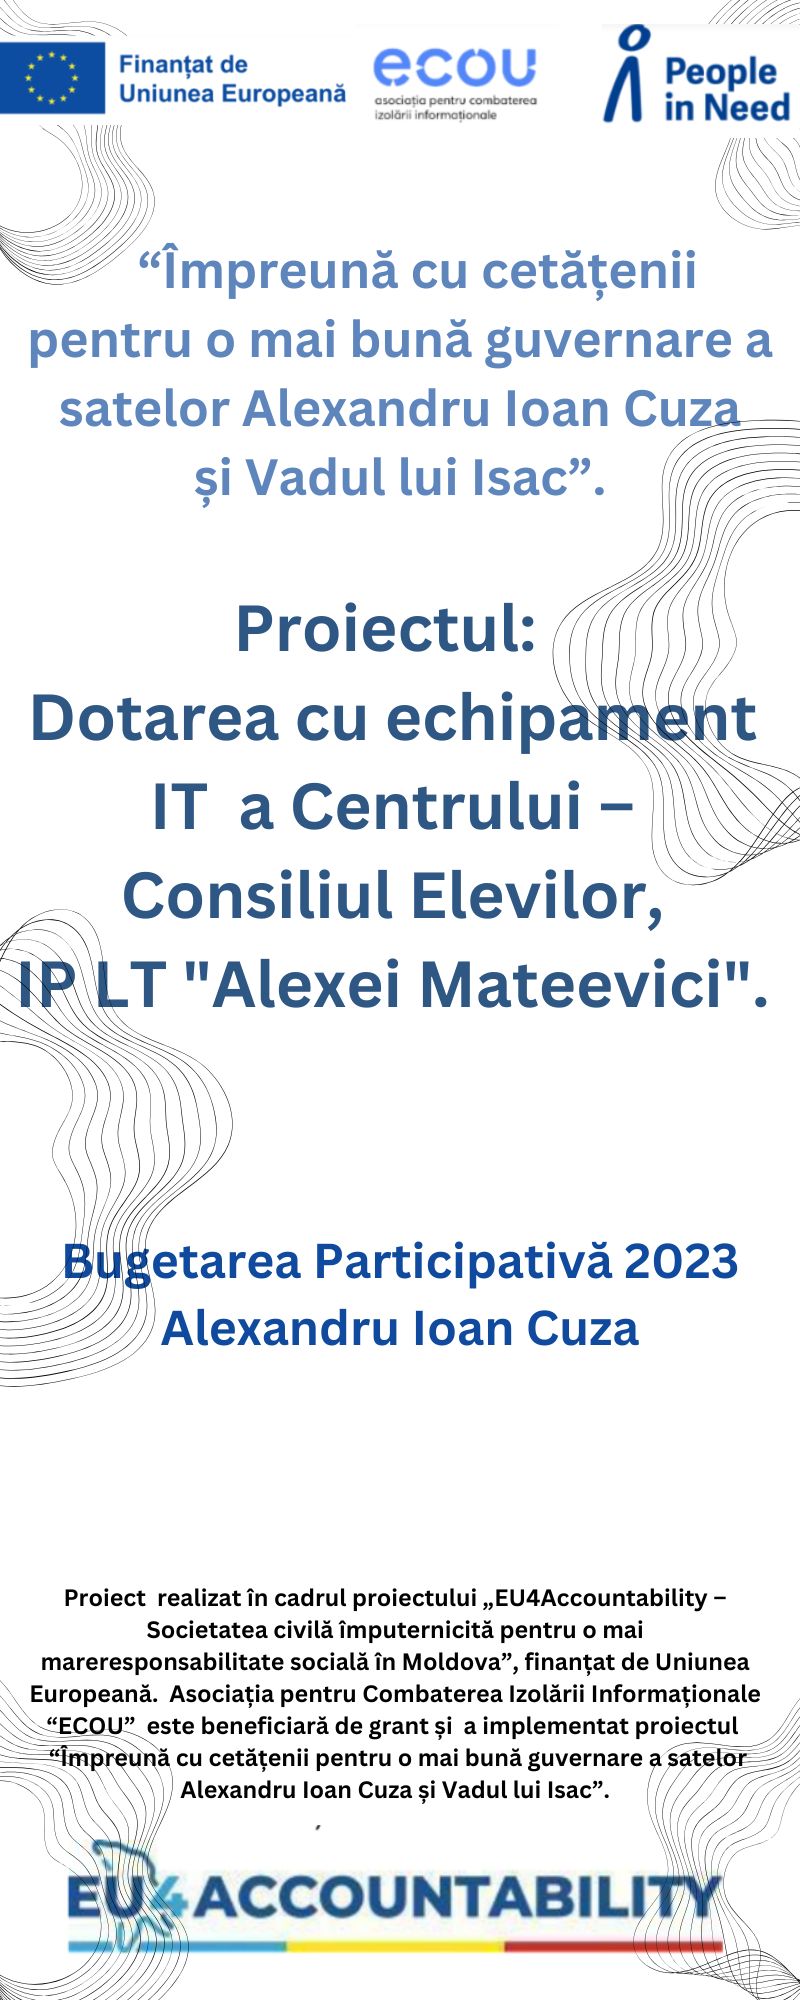 Finanțat de
Uniunea Europeană
ecou
asociația pentru combaterea
izolării informaționale
People
in Need
“Împreună cu cetățenii
pentru o mai bună guvernare a
satelor Alexandru Ioan Cuza
și Vadul lui Isac”.
Proiectul:
Dotarea cu echipament
IT a Centrului –
Consiliul Elevilor,
IP LT "Alexei Mateevici".
Bugetarea Participativă 2023
Alexandru Ioan Cuza
Proiect realizat în cadrul proiectului „EU4Accountability –
Societatea civilă împuternicită pentru o mai
mareresponsabilitate socială în Moldova”, finanțat de Uniunea
Europeană. Asociația pentru Combaterea Izolării Informaționale
“ECOU” este beneficiară de grant și a implementat proiectul
“Împreună cu cetățenii pentru o mai bună guvernare a satelor
Alexandru Ioan Cuza și Vadul lui Isac”.
EU4ACCOUNTABILITY